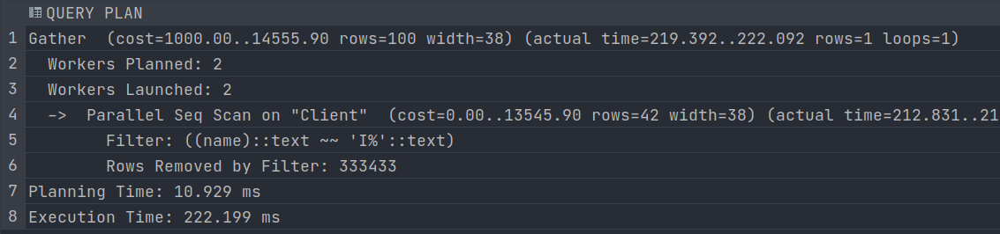 QUERY PLAN
1 Gather  (cost=1000.00..14555.90 rows=100 width=38) (actual time=219.392..222.092 rows=1 loops=1)
2   Workers Planned: 2
3   Workers Launched: 2
4   ->  Parallel Seq Scan on "Client"  (cost=0.00..13545.90 rows=42 width=38) (actual time=212.831..21
5         Filter: ((name)::text ~~ 'I%'::text)
6         Rows Removed by Filter: 333433
7 Planning Time: 10.929 ms
8 Execution Time: 222.199 ms